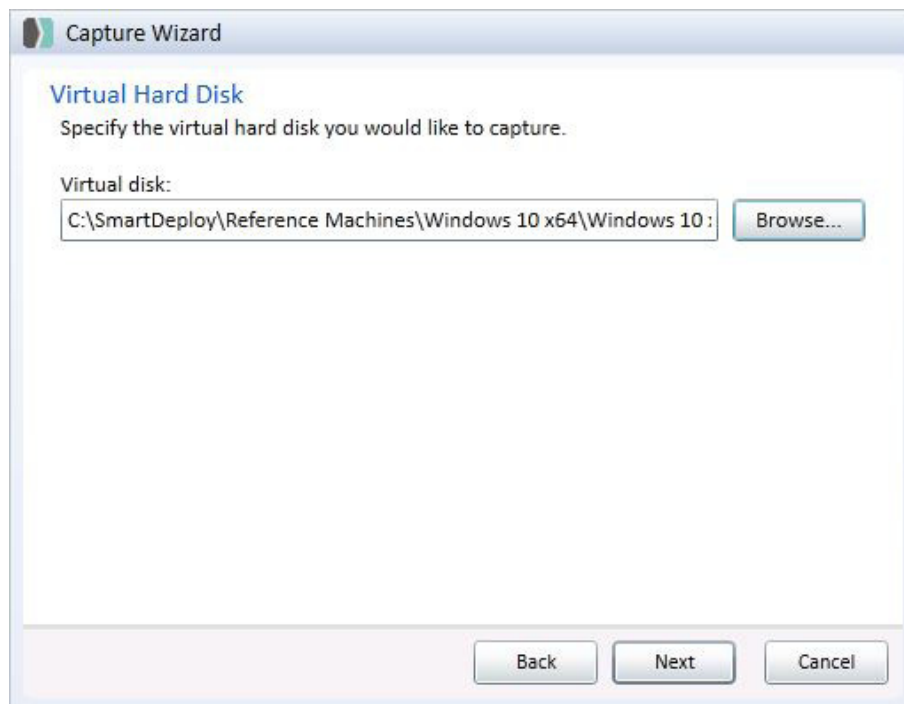 Capture Wizard
Virtual Hard Disk
Specify the virtual hard disk you would like to capture.
Virtual disk:
C:\SmartDeploy\Reference Machines\Windows 10 x64\Windows 10 Browse...
Back Next Cancel